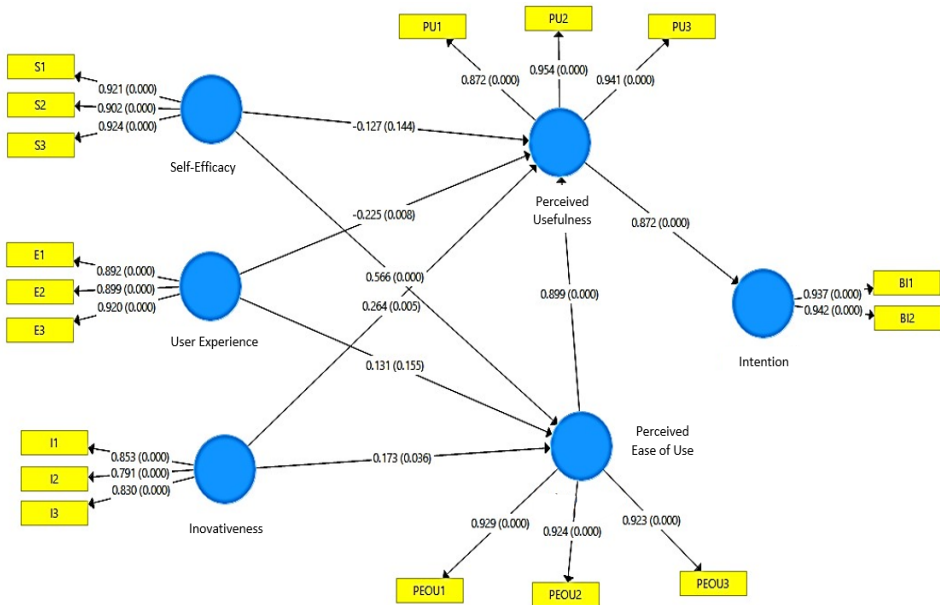 PU1
PU2
PU3
S1
S2
S3
0.921 (0.000)
0.902 (0.000)
0.924 (0.000)
Self-Efficacy
0.872 (0.000)
0.954 (0.000)
0.941 (0.000)
-0.127 (0.144)
Perceived
Usefulness
-0.225 (0.008)
0.872 (0.000)
E1
E2
E3
0.892 (0.000)
0.899 (0.000)
0.920 (0.000)
User Experience
0.566 (0.000)
0.264 (0.005)
0.899 (0.000)
0.937 (0.000)
0.942 (0.000)
BI1
BI2
Intention
0.131 (0.155)
I1
I2
I3
0.853 (0.000)
0.791 (0.000)
0.830 (0.000)
Inovativeness
0.173 (0.036)
Perceived
Ease of Use
0.929 (0.000)
0.924 (0.000)
0.923 (0.000)
PEOU1
PEOU2
PEOU3